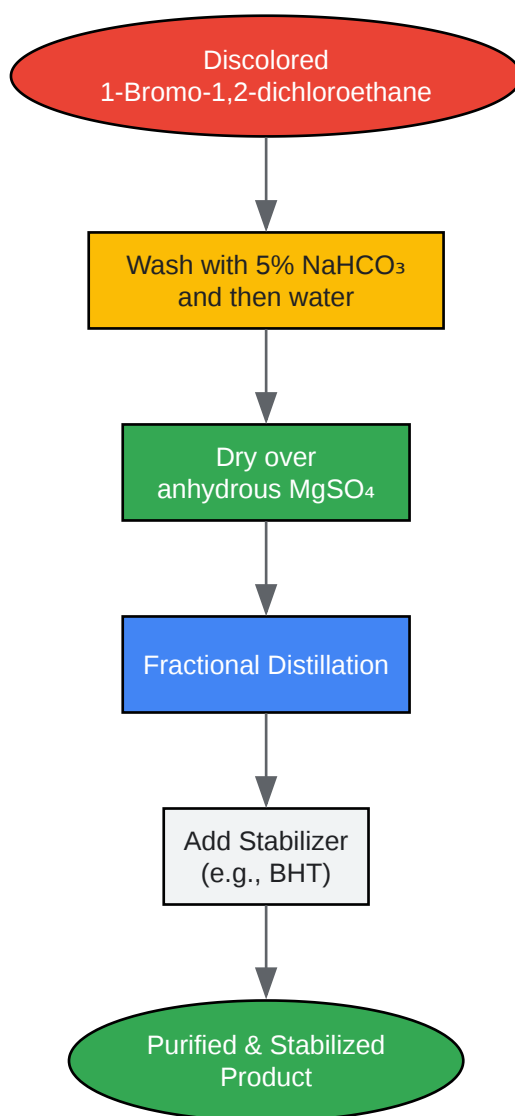 Discolored
1-Bromo-1,2-dichloroethane
Wash with 5% NaHCO₃
and then water
Dry over
anhydrous MgSO₄
Fractional Distillation
Add Stabilizer
(e.g., BHT)
Purified & Stabilized
Product